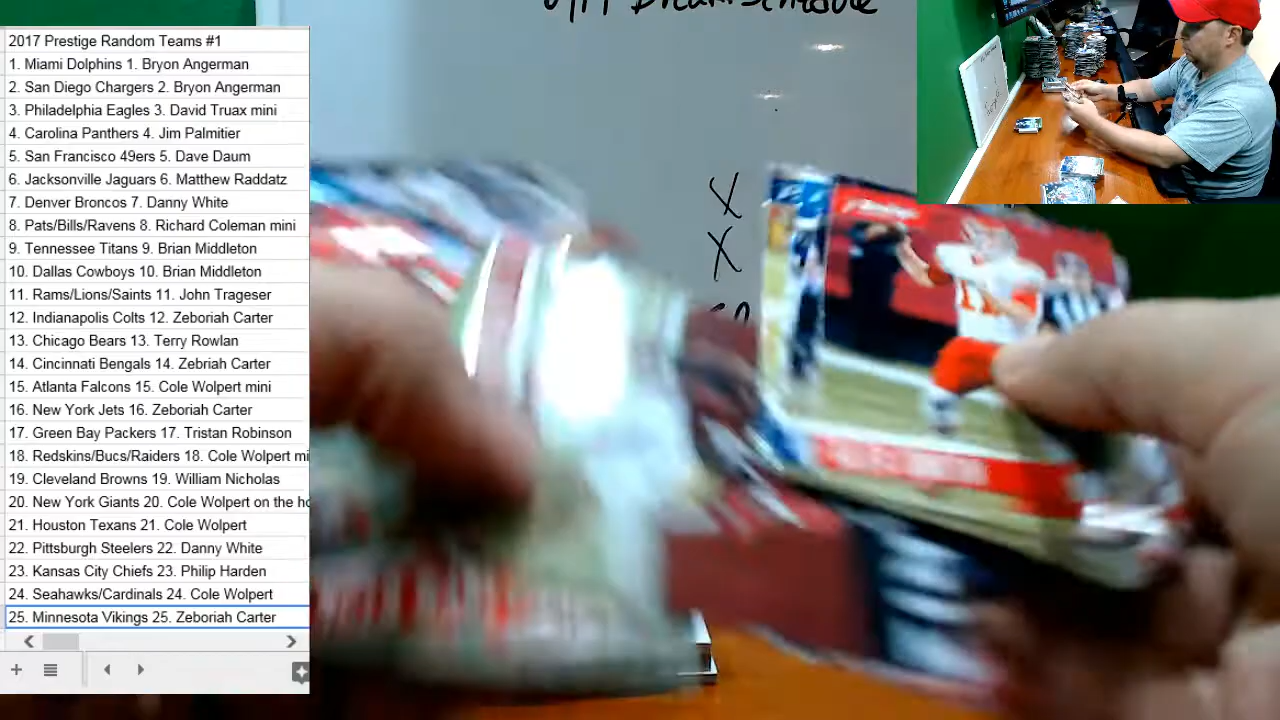 2017 Prestige Random Teams #1
1. Miami Dolphins 1. Bryon Angerman
2. San Diego Chargers 2. Bryon Angerman
3. Philadelphia Eagles 3. David Truax mini
4. Carolina Panthers 4. Jim Palmitier
5. San Francisco 49ers 5. Dave Daum
6. Jacksonville Jaguars 6. Matthew Raddatz
7. Denver Broncos 7. Danny White
8. Pats/Bills/Ravens 8. Richard Coleman mini
9. Tennessee Titans 9. Brian Middleton
10. Dallas Cowboys 10. Brian Middleton
11. Rams/Lions/Saints 11. John Trageser
12. Indianapolis Colts 12. Zeboriah Carter
13. Chicago Bears 13. Terry Rowlan
14. Cincinnati Bengals 14. Zebriah Carter
15. Atlanta Falcons 15. Cole Wolpert mini
16. New York Jets 16. Zeboriah Carter
17. Green Bay Packers 17. Tristan Robinson
18. Redskins/Bucs/Raiders 18. Cole Wolpert mi
19. Cleveland Browns 19. William Nicholas
20. New York Giants 20. Cole Wolpert on the ho
21. Houston Texans 21. Cole Wolpert
22. Pittsburgh Steelers 22. Danny White
23. Kansas City Chiefs 23. Philip Harden
24. Seahawks/Cardinals 24. Cole Wolpert
25. Minnesota Vikings 25. Zeboriah Carter
Break Schedule
X
X